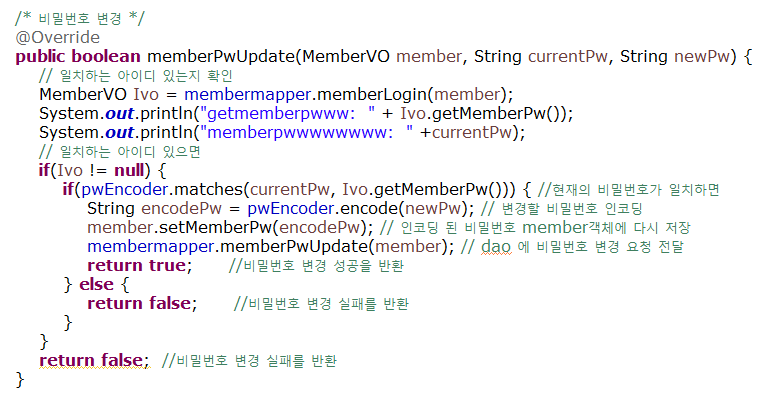 /* 비밀번호 변경 */
@Override
public boolean memberPwUpdate(MemberVO member, String currentPw, String newPw) {
// 일치하는 아이디 있는지 확인
MemberVO Ivo = membermapper.memberLogin(member);
System.out.println("getmemberpwww: " + Ivo.getMemberPw());
System.out.println("memberpwwwwwwww: " +currentPw);
// 일치하는 아이디 있으면
if(Ivo != null) {
if(pwEncoder.matches(currentPw, Ivo.getMemberPw())) { //현재의 비밀번호가 일치하면
String encodePw = pwEncoder.encode(newPw); // 변경할 비밀번호 인코딩
member.setMemberPw(encodePw); // 인코딩 된 비밀번호 member객체에 다시 저장
membermapper.memberPwUpdate(member); // dao 에 비밀번호 변경 요청 전달
return true; //비밀번호 변경 성공을 반환
} else {
return false; //비밀번호 변경 실패를 반환
}
}
return false; //비밀번호 변경 실패를 반환
}